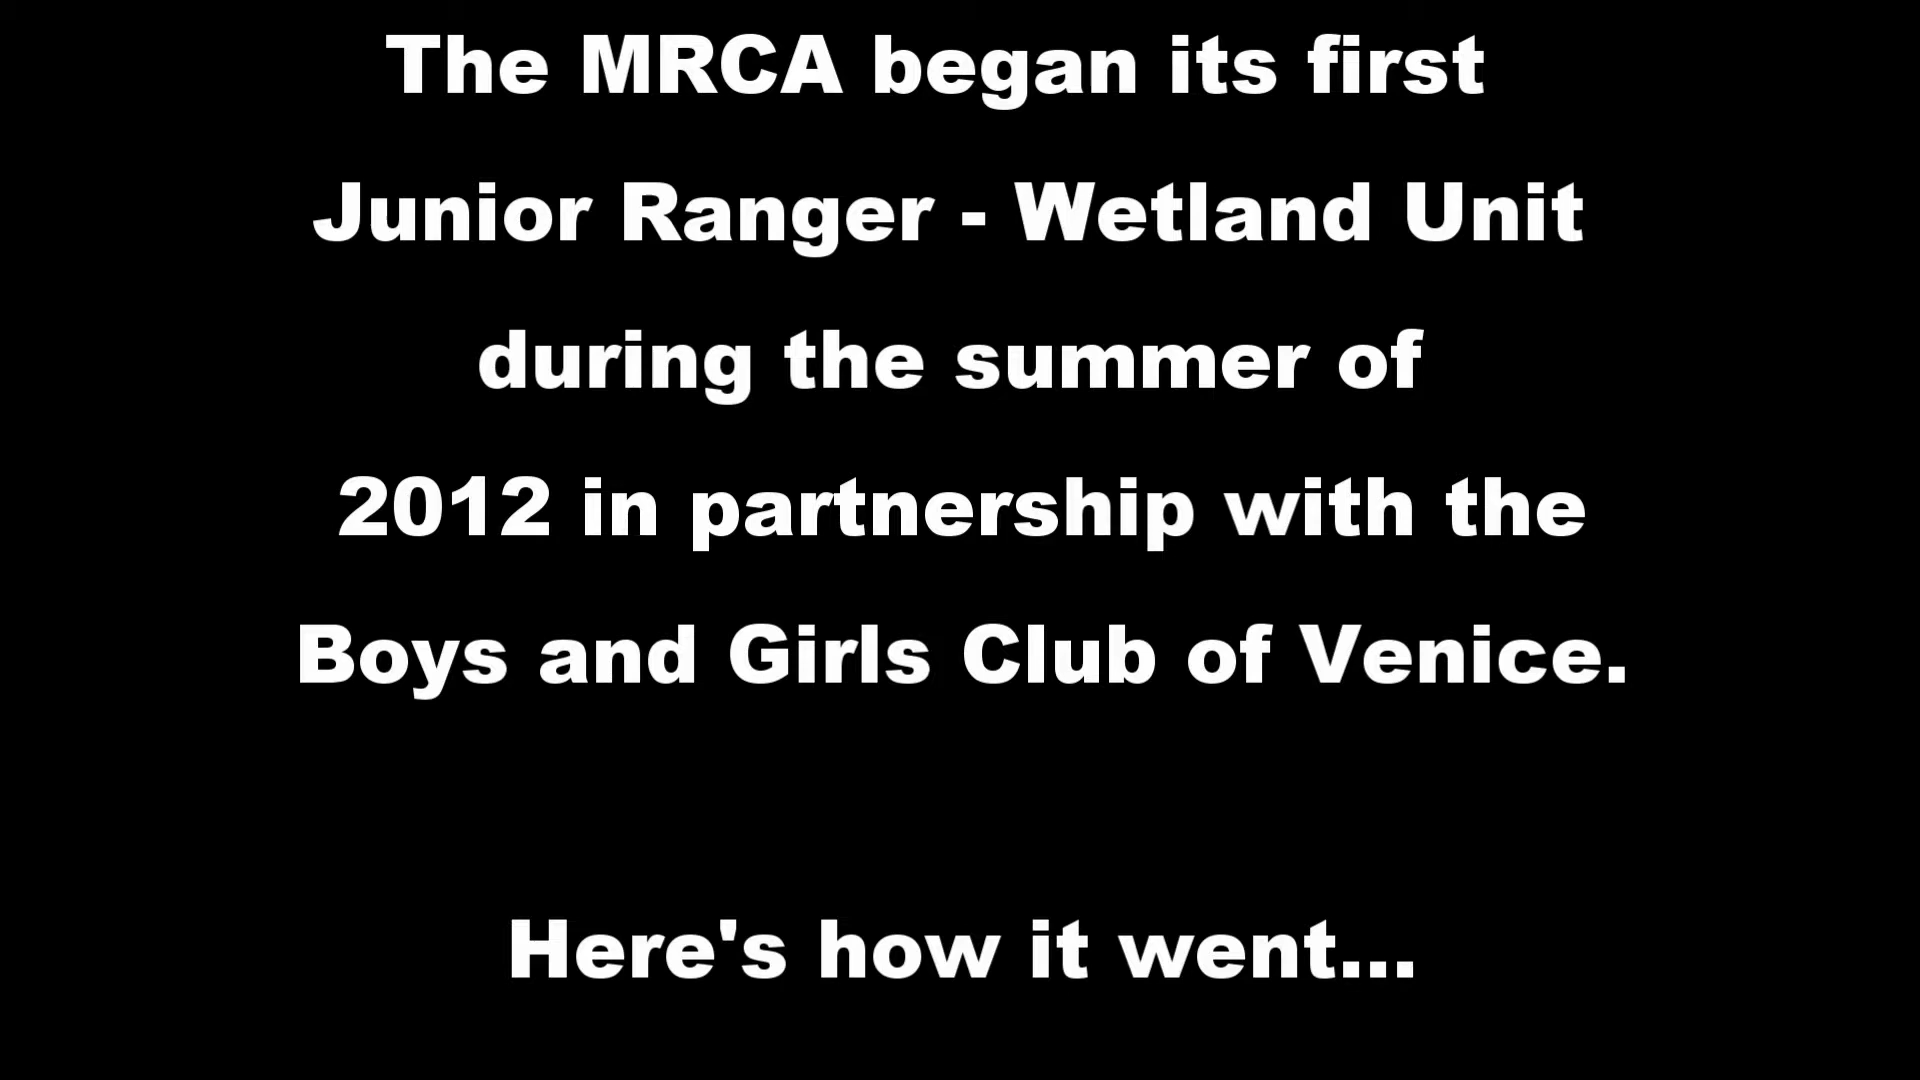 The MRCA began its first
Junior Ranger - Wetland Unit
during the summer of
2012 in partnership with the
Boys and Girls Club of Venice.
Here's how it went...